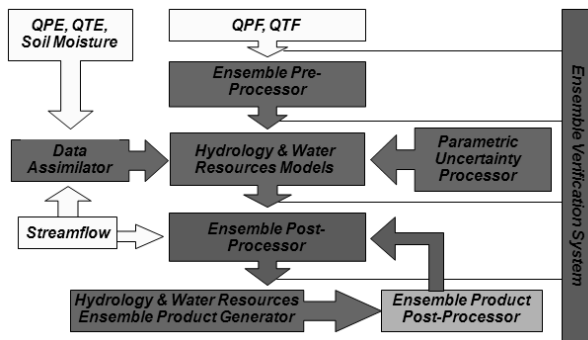 QPE, QTE,
Soil Moisture
QPF, QTF
Ensemble Pre-
Processor
Data
Assimilator
Hydrology & Water
Resources Models
Parametric
Uncertainty
Processor
Streamflow
Ensemble Post-
Processor
Hydrology & Water Resources
Ensemble Product Generator
Ensemble Product
Post-Processor
Ensemble Verification System